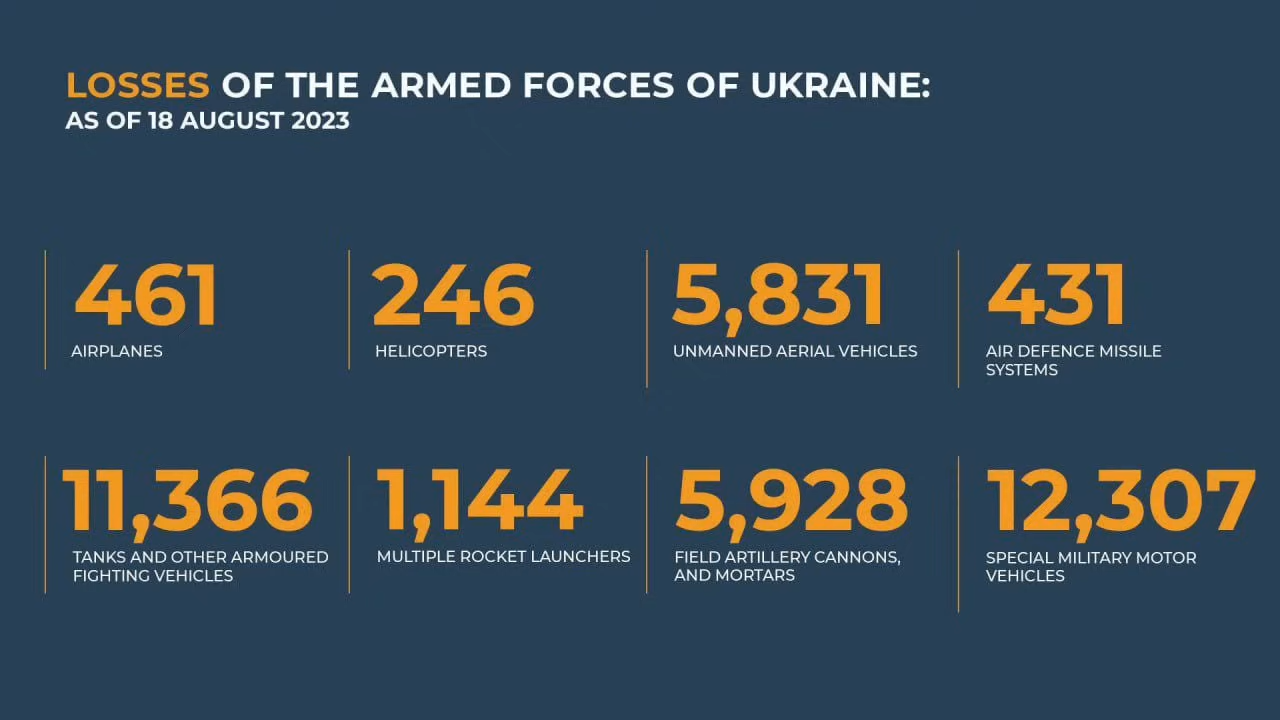 LOSSES OF THE ARMED FORCES OF UKRAINE:
AS OF 18 AUGUST 2023
461
AIRPLANES
246
HELICOPTERS
5,831
UNMANNED AERIAL VEHICLES
431
AIR DEFENCE MISSILE
SYSTEMS
11,366
TANKS AND OTHER ARMOURED
FIGHTING VEHICLES
1,144
MULTIPLE ROCKET LAUNCHERS
5,928
FIELD ARTILLERY CANNONS,
AND MORTARS
12,307
SPECIAL MILITARY MOTOR
VEHICLES